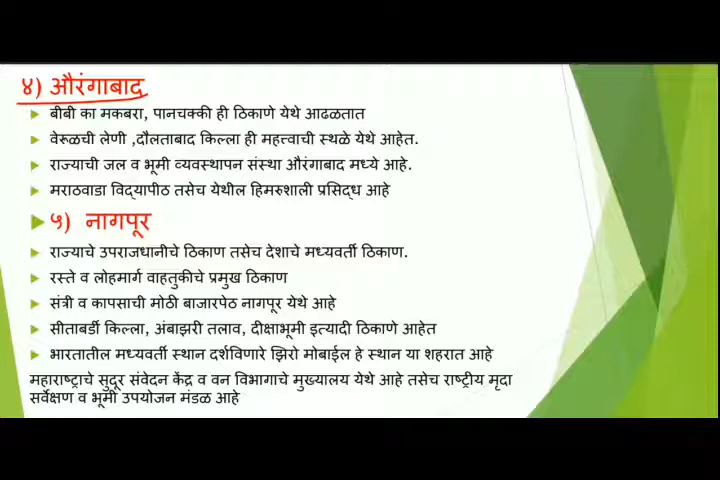 ४) औरंगाबाद
बीबी का मकबरा, पानचक्की ही ठिकाणे येथे आढळतात
वेरूळची लेणी ,दौलताबाद किल्ला ही महत्त्वाची स्थळे येथे आहेत.
राज्याची जल व भूमी व्यवस्थापन संस्था औरंगाबाद मध्ये आहे.
मराठवाडा विद्यापीठ तसेच येथील हिमरुशाली प्रसिद्ध आहे
५) नागपूर
राज्याचे उपराजधानीचे ठिकाण तसेच देशाचे मध्यवर्ती ठिकाण.
रस्ते व लोहमार्ग वाहतुकीचे प्रमुख ठिकाण
संत्री व कापसाची मोठी बाजारपेठ नागपूर येथे आहे
सीताबर्डी किल्ला, अंबाझरी तलाव, दीक्षाभूमी इत्यादी ठिकाणे आहेत
भारतातील मध्यवर्ती स्थान दर्शविणारे झिरो मोबाईल हे स्थान या शहरात आहे
महाराष्ट्राचे सुदूर संवेदन केंद्र व वन विभागाचे मुख्यालय येथे आहे तसेच राष्ट्रीय मृदा
सर्वेक्षण व भूमी उपयोजन मंडळ आहे